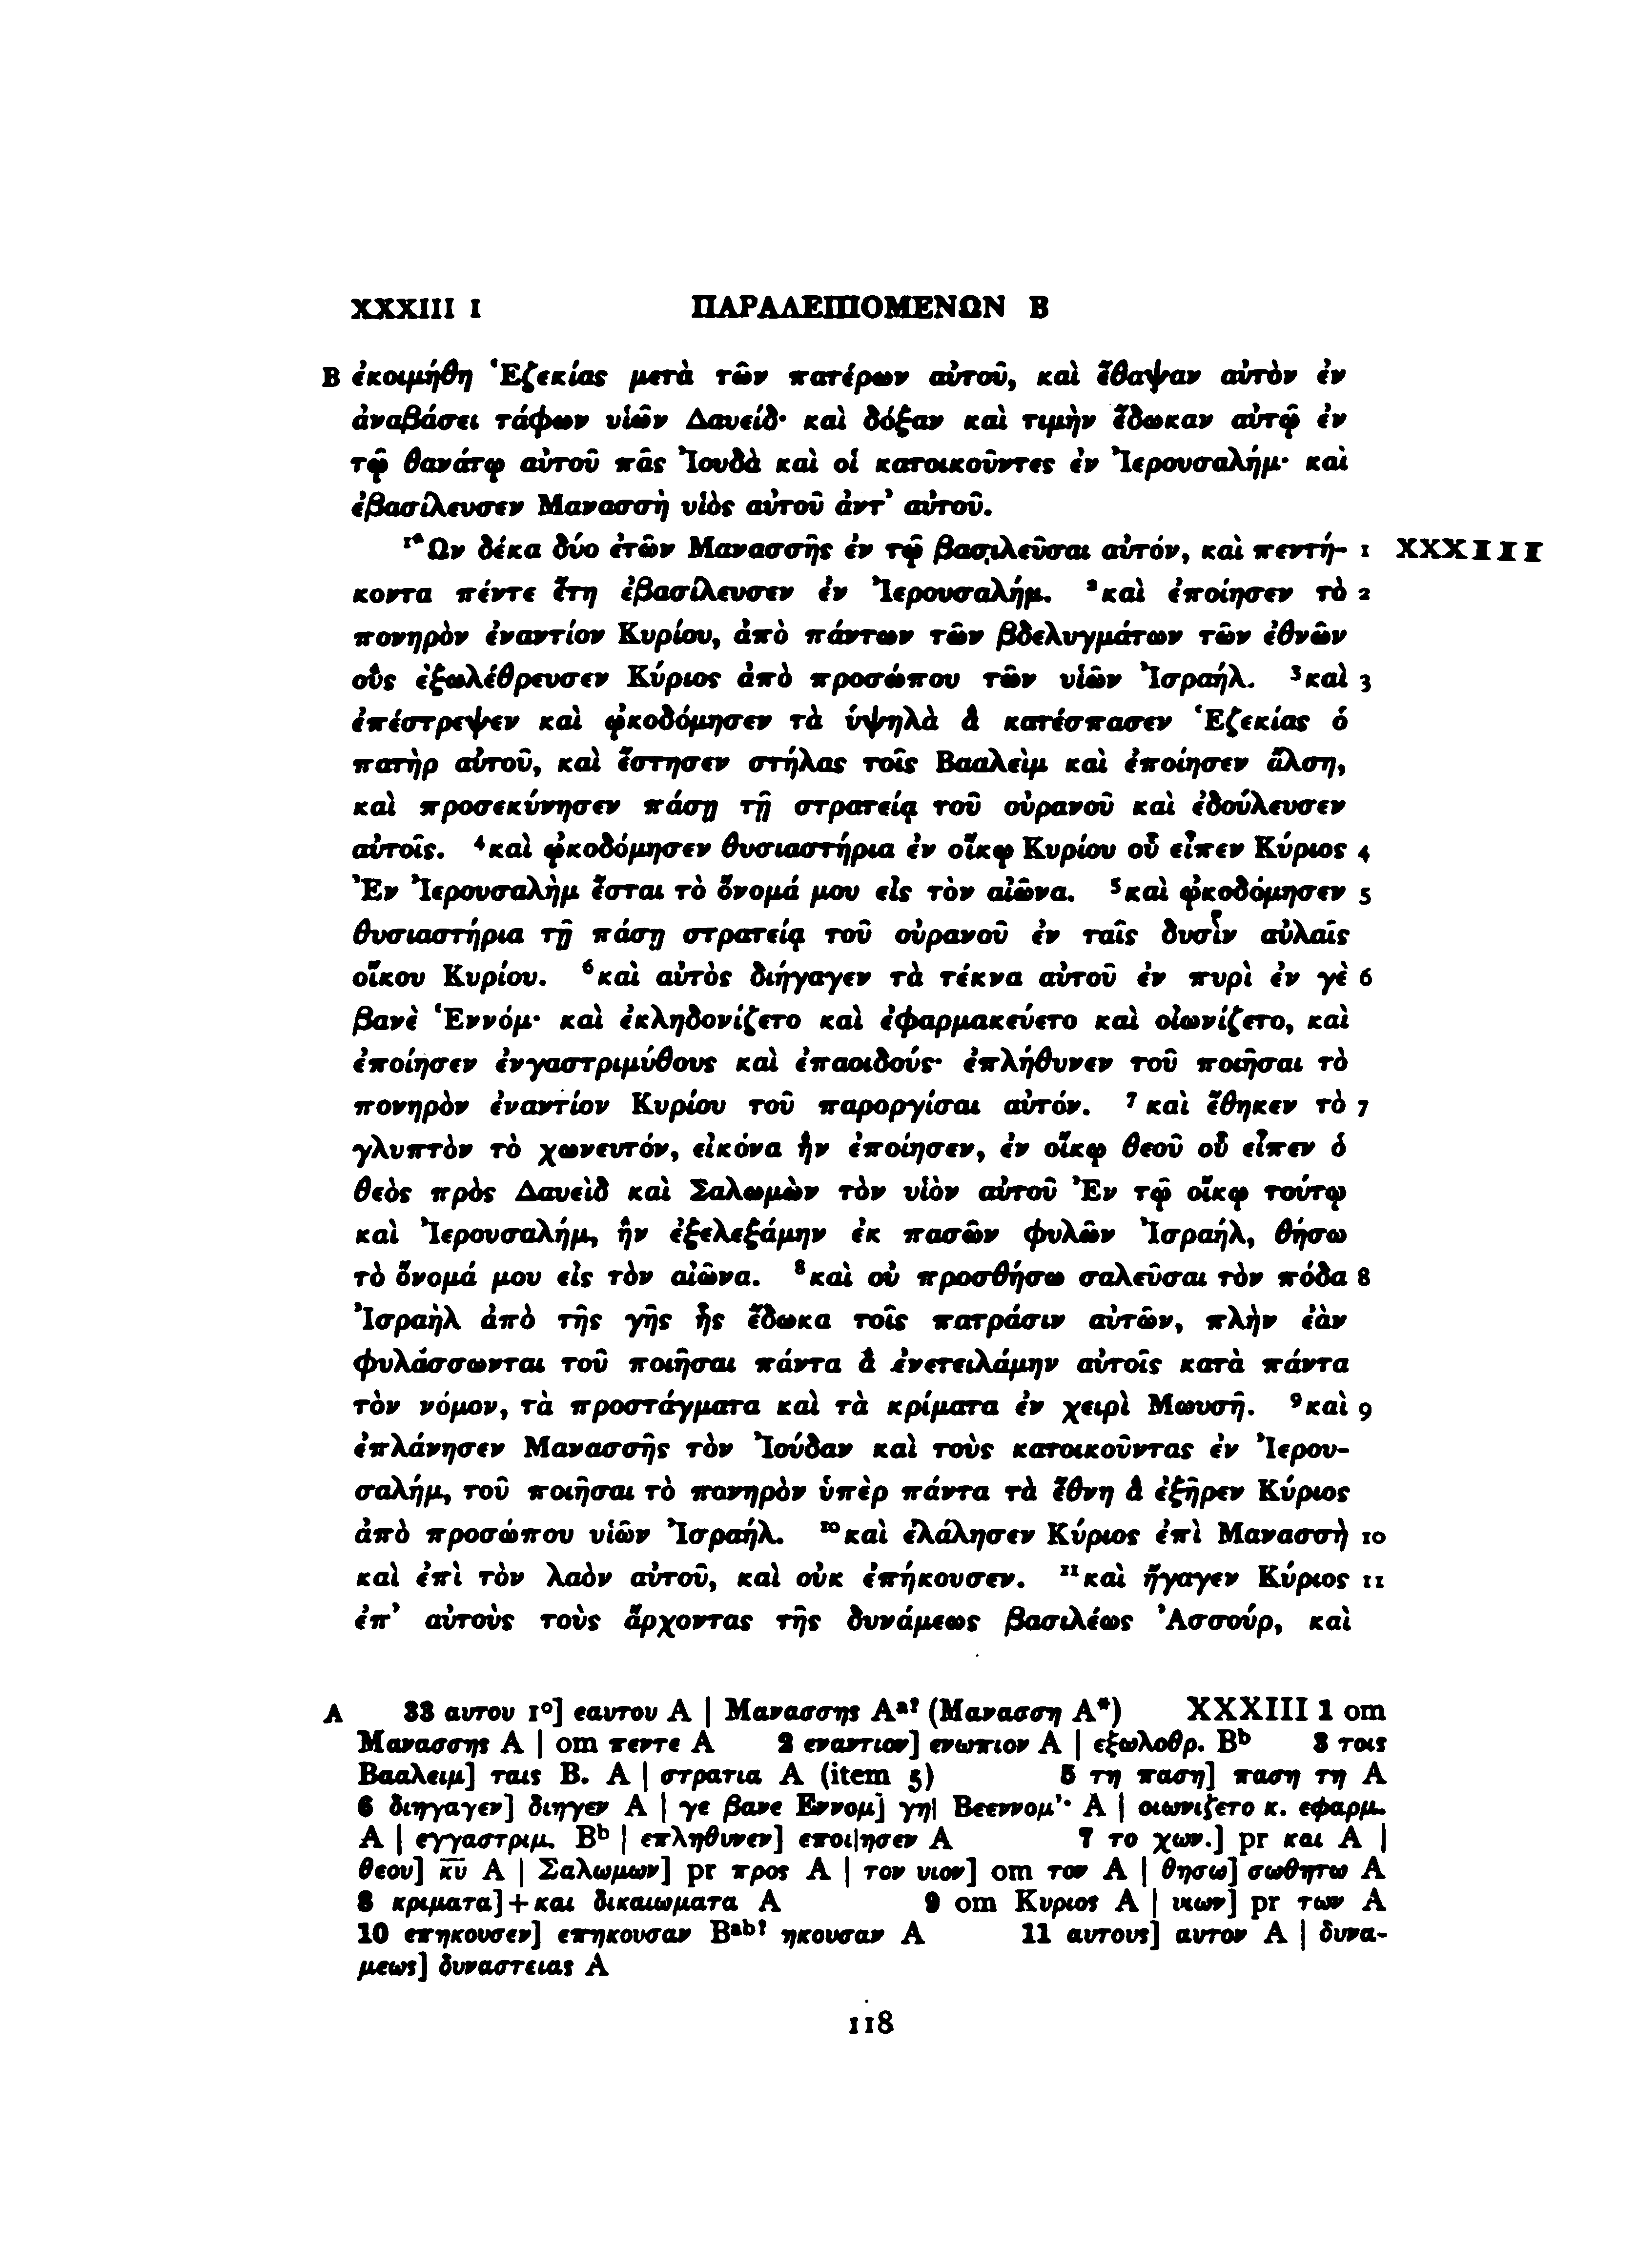 XXXIII 1 ΠΑΡΑΛΕΙΠΟΜΕΝΩΝ Β
B ἐκοιμήθη Ἑζεκίας μετὰ τῶν πατέρων αὐτοῦ, καὶ ἔθαψαν αὐτὸν ἐν
ἀναβάσει τάφων υἱῶν Δαυείδ· καὶ δόξαν καὶ τιμὴν ἔδωκαν αὐτῷ ἐν
τῷ θανάτῳ αὐτοῦ πᾶς Ἰουδὰ καὶ οἱ κατοικοῦντες ἐν Ἰερουσαλήμ· καὶ
ἐβασίλευσεν Μανασσὴ υἱὸς αὐτοῦ ἀντ’ αὐτοῦ.
¹Ὢν δέκα δύο ἐτῶν Μανασσῆς ἐν τῷ βασιλεῦσαι αὐτόν, καὶ πεντή- 1 XXXIII
κοντα πέντε ἔτη ἐβασίλευσεν ἐν Ἰερουσαλήμ. ²καὶ ἐποίησεν τὸ 2
πονηρὸν ἐναντίον Κυρίου, ἀπὸ πάντων τῶν βδελυγμάτων τῶν ἐθνῶν
οὓς ἐξωλέθρευσεν Κύριος ἀπὸ προσώπου τῶν υἱῶν Ἰσραήλ. ³καὶ 3
ἐπέστρεψεν καὶ ᾠκοδόμησεν τὰ ὑψηλὰ ἃ κατέσπασεν Ἑζεκίας ὁ
πατὴρ αὐτοῦ, καὶ ἔστησεν στήλας τοῖς Βααλεὶμ καὶ ἐποίησεν ἄλση,
καὶ προσεκύνησεν πάσῃ τῇ στρατείᾳ τοῦ οὐρανοῦ καὶ ἐδούλευσεν
αὐτοῖς. ⁴καὶ ᾠκοδόμησεν θυσιαστήρια ἐν οἴκῳ Κυρίου οὗ εἶπεν Κύριος 4
Ἐν Ἰερουσαλὴμ ἔσται τὸ ὄνομά μου εἰς τὸν αἰῶνα. ⁵καὶ ᾠκοδόμησεν 5
θυσιαστήρια τῇ πάσῃ στρατείᾳ τοῦ οὐρανοῦ ἐν ταῖς δυσὶν αὐλαῖς
οἴκου Κυρίου. ⁶καὶ αὐτὸς διήγαγεν τὰ τέκνα αὐτοῦ ἐν πυρὶ ἐν γὲ 6
βανὲ Ἑννόμ· καὶ ἐκληδονίζετο καὶ ἐφαρμακεύετο καὶ οἰωνίζετο, καὶ
ἐποίησεν ἐνγαστριμύθους καὶ ἐπαοιδούς· ἐπλήθυνεν τοῦ ποιῆσαι τὸ
πονηρὸν ἐναντίον Κυρίου τοῦ παροργίσαι αὐτόν. ⁷καὶ ἔθηκεν τὸ 7
γλυπτὸν τὸ χωνευτόν, εἰκόνα ἣν ἐποίησεν, ἐν οἴκῳ θεοῦ οὗ εἶπεν ὁ
θεὸς πρὸς Δαυεὶδ καὶ Σαλωμὼν τὸν υἱὸν αὐτοῦ Ἐν τῷ οἴκῳ τούτῳ
καὶ Ἰερουσαλήμ, ἣν ἐξελεξάμην ἐκ πασῶν φυλῶν Ἰσραήλ, θήσω
τὸ ὄνομά μου εἰς τὸν αἰῶνα. ⁸καὶ οὐ προσθήσω σαλεῦσαι τὸν πόδα 8
Ἰσραὴλ ἀπὸ τῆς γῆς ἧς ἔδωκα τοῖς πατράσιν αὐτῶν, πλὴν ἐὰν
φυλάσσωνται τοῦ ποιῆσαι πάντα ἃ ἐνετειλάμην αὐτοῖς κατὰ πάντα
τὸν νόμον, τὰ προστάγματα καὶ τὰ κρίματα ἐν χειρὶ Μωυσῆ. ⁹καὶ 9
ἐπλάνησεν Μανασσῆς τὸν Ἰούδαν καὶ τοὺς κατοικοῦντας ἐν Ἰερου-
σαλήμ, τοῦ ποιῆσαι τὸ πονηρὸν ὑπὲρ πάντα τὰ ἔθνη ἃ ἐξῆρεν Κύριος
ἀπὸ προσώπου υἱῶν Ἰσραήλ. ¹⁰καὶ ἐλάλησεν Κύριος ἐπὶ Μανασσὴ 10
καὶ ἐπὶ τὸν λαὸν αὐτοῦ, καὶ οὐκ ἐπήκουσεν. ¹¹καὶ ἤγαγεν Κύριος 11
ἐπ’ αὐτοὺς τοὺς ἄρχοντας τῆς δυνάμεως βασιλέως Ἀσσούρ, καὶ
A 33 αυτου 1°] εαυτου A | Μανασσης Aᵃ? (Μανασση A*) XXXIII 1 om
Μανασσης A | om πεντε A 2 εναντιον] ενωπιον A | εξωλοθρ. Bᵇ 3 τοις
Βααλειμ] ταις Β. A | στρατια A (item 5) 5 τη παση] παση τη A
6 διηγαγεν] διηγεν A | γε βανε Εννομ] γη| Βεεννομ’· A | οιωνιζετο κ. εφαρμ.
A | εγγαστριμ. Bᵇ | επληθυνεν] εποι|ησεν A 7 το χων.] pr και A |
θεου] κ̅υ̅ A | Σαλωμων] pr προς A | τον υιον] om τον A | θησω] σωθητω A
8 κριματα]+και δικαιωματα A 9 om Κυριος A | υιων] pr των A
10 επηκουσεν] επηκουσαν Bᵃᵇ? ηκουσαν A 11 αυτους] αυτον A | δυνα-
μεως] δυναστειας A
118